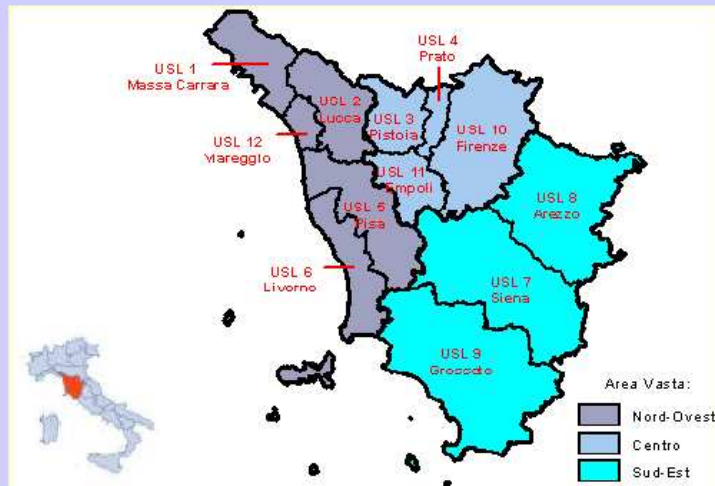 USL 4
Prato
USL 1
Massa Carrara
USL 2
Lucca
USL 3
Pistoia
USL 10
Firenze
USL 12
Viareggio
USL 11
Empoli
USL 8
Arezzo
USL 5
Pisa
USL 6
Livorno
USL 7
Siena
USL 9
Grosseto
Area Vasta:
Nord-Ovest
Centro
Sud-Est